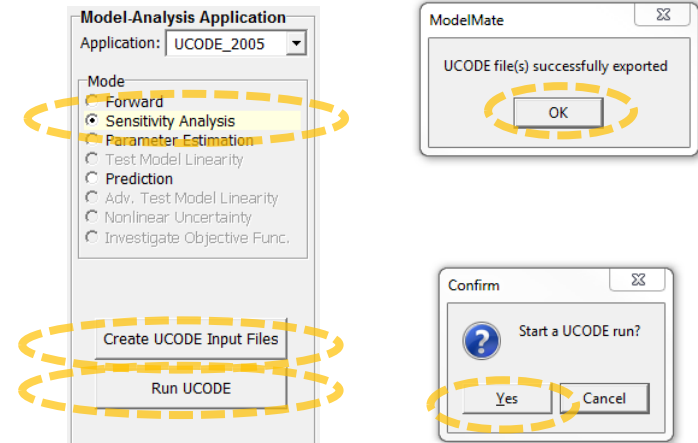 Model-Analysis Application
Application: UCODE_2005
Mode
Forward
Sensitivity Analysis
Parameter Estimation
Test Model Linearity
Prediction
Adv. Test Model Linearity
Nonlinear Uncertainty
Investigate Objective Func.
Create UCODE Input Files
Run UCODE
ModelMate
UCODE file(s) successfully exported
OK
Confirm
Start a UCODE run?
Yes
Cancel